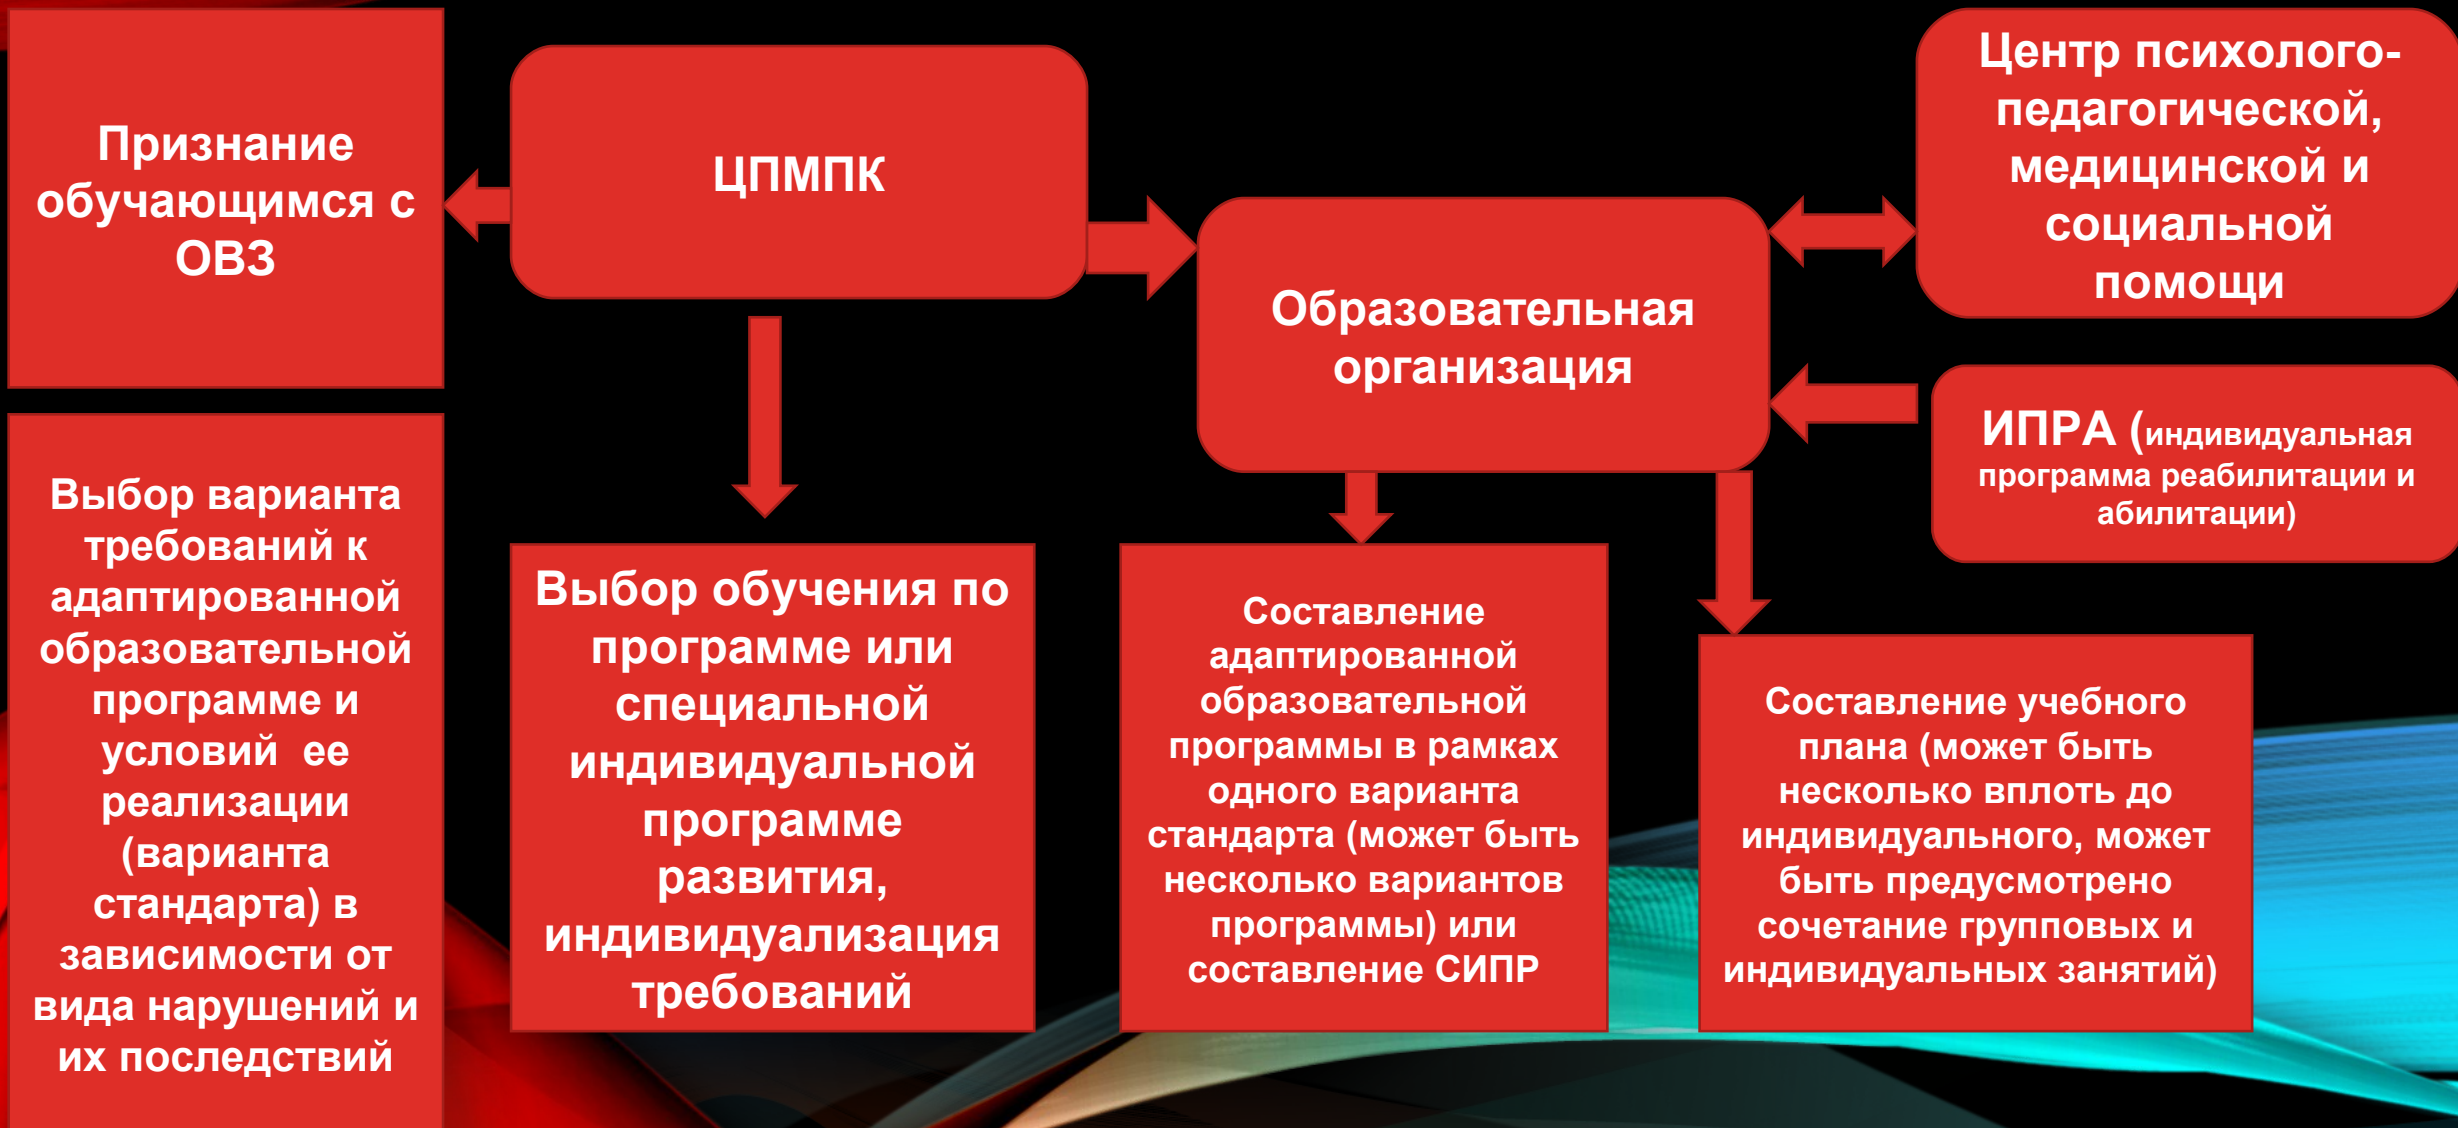 Признание
обучающимся с
ОВЗ
ЦПМПК
Образовательная
организация
Центр психолого-
педагогической,
медицинской и
социальной
помощи
ИПРА (индивидуальная
программа реабилитации и
абилитации)
Выбор варианта
требований к
адаптированной
образовательной
программе и
условий  ее
реализации
(варианта
стандарта) в
зависимости от
вида нарушений и
их последствий
Выбор обучения по
программе или
специальной
индивидуальной
программе
развития,
индивидуализация
требований
Составление
адаптированной
образовательной
программы в рамках
одного варианта
стандарта (может быть
несколько вариантов
программы) или
составление СИПР
Составление учебного
плана (может быть
несколько вплоть до
индивидуального, может
быть предусмотрено
сочетание групповых и
индивидуальных занятий)